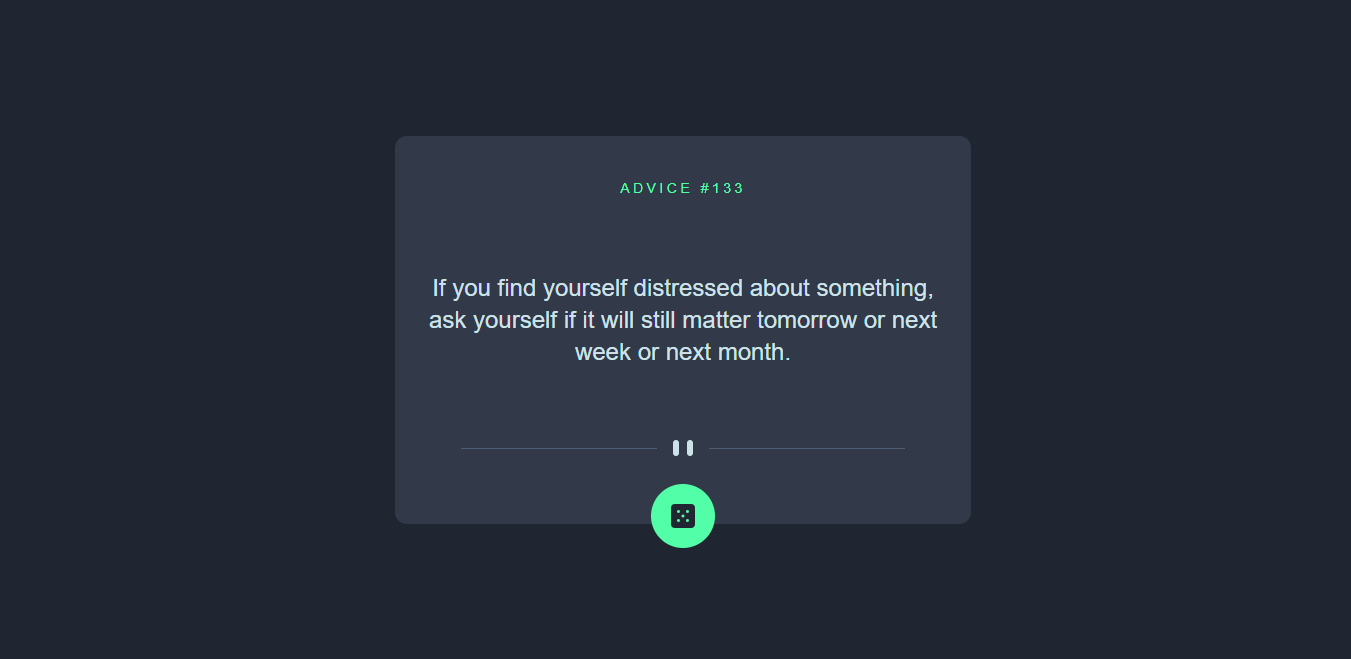 ADVICE #133
If you find yourself distressed about something,
ask yourself if it will still matter tomorrow or next
week or next month.